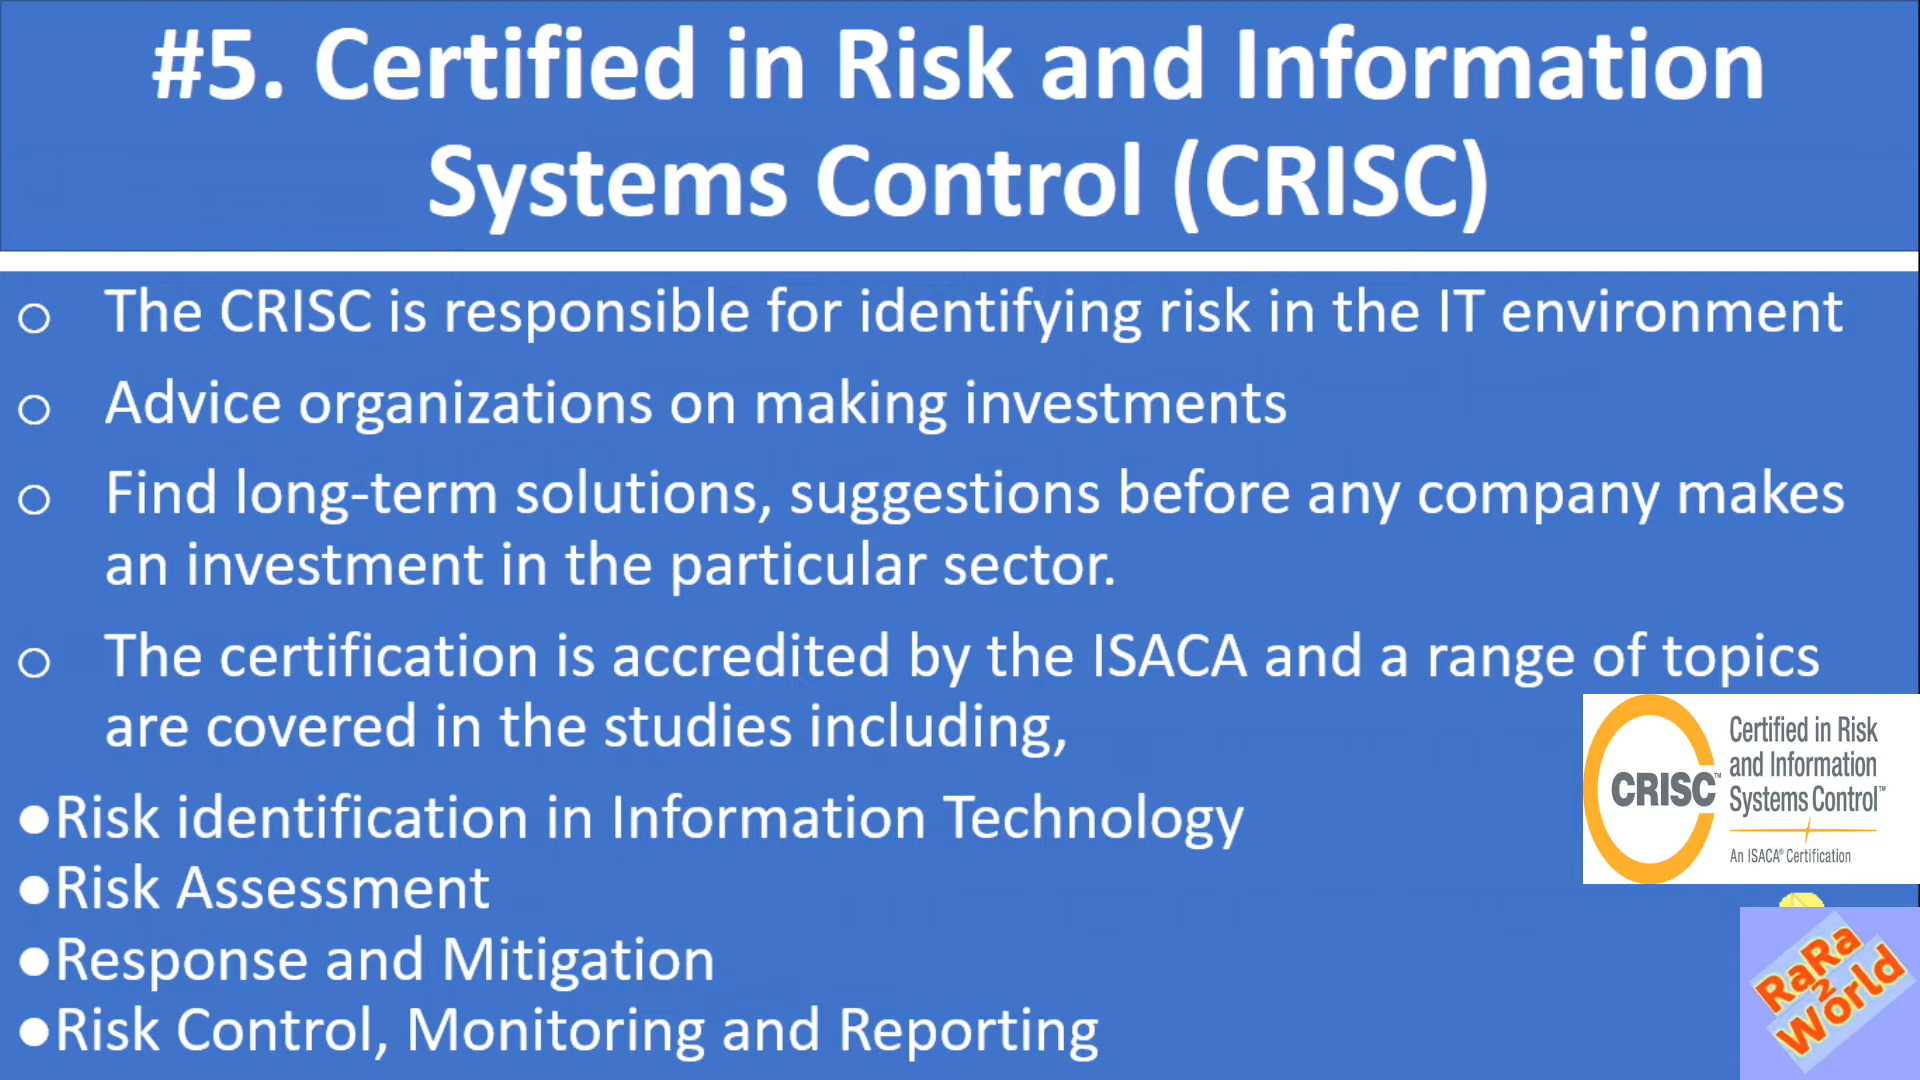 #5. Certified in Risk and Information
Systems Control (CRISC)
o The CRISC is responsible for identifying risk in the IT environment
o Advice organizations on making investments
o Find long-term solutions, suggestions before any company makes
an investment in the particular sector.
o The certification is accredited by the ISACA and a range of topics
are covered in the studies including,
●Risk identification in Information Technology
●Risk Assessment
●Response and Mitigation
●Risk Control, Monitoring and Reporting
CRISC™
Certified in Risk
and Information
Systems Control™
An ISACA® Certification
RaRa
2
World